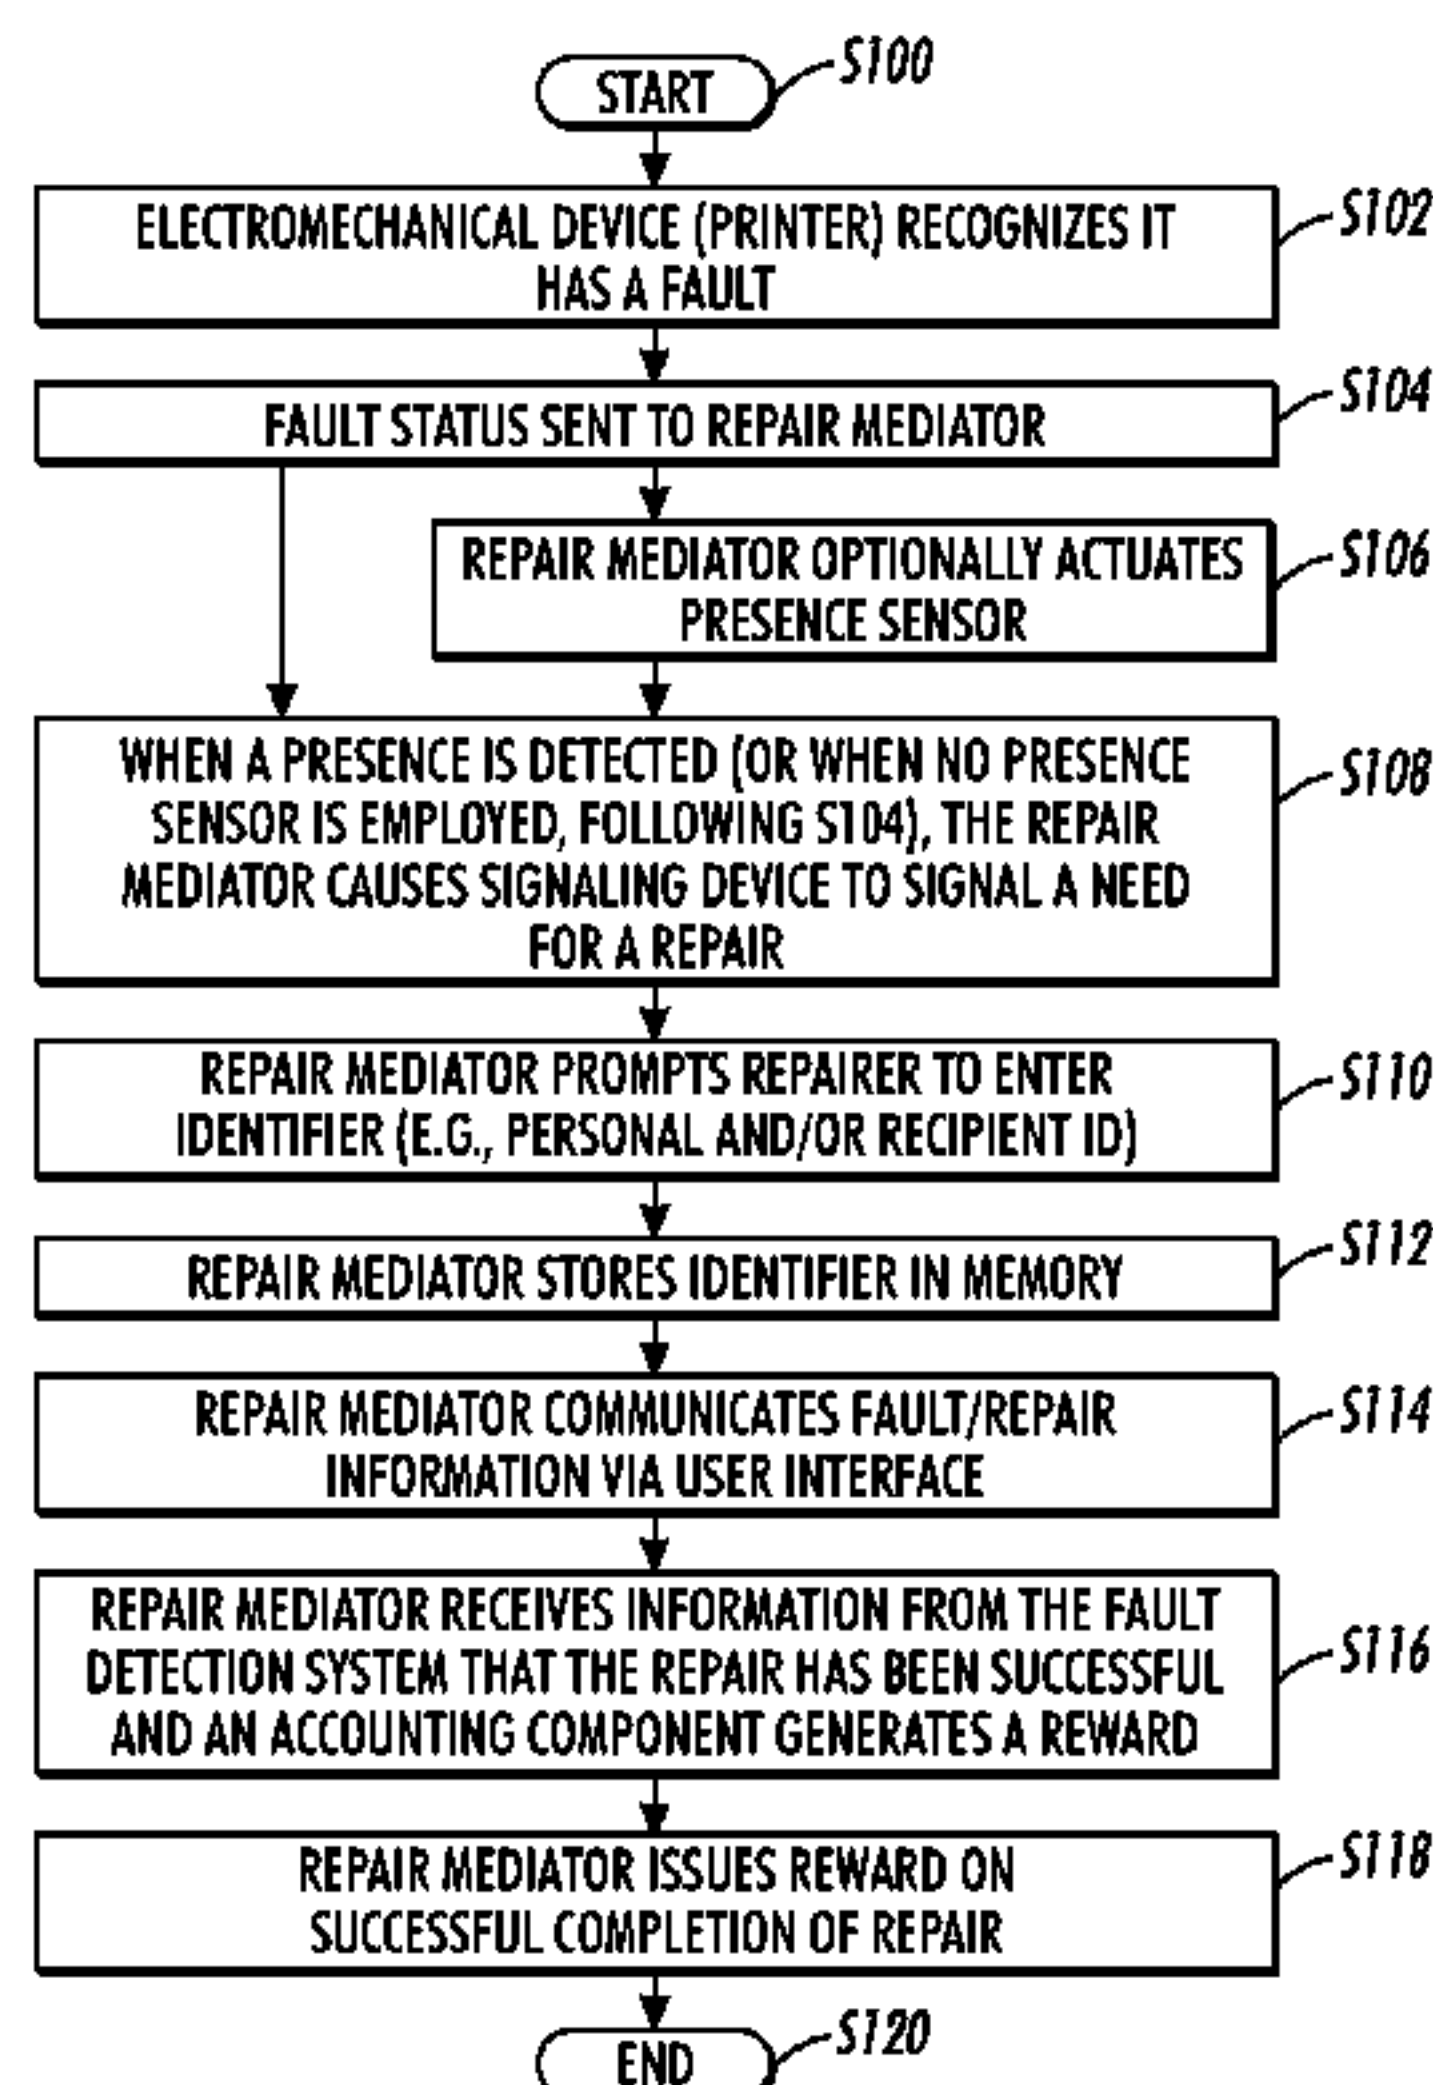 START
S100
ELECTROMECHANICAL DEVICE (PRINTER) RECOGNIZES IT
HAS A FAULT
S102
FAULT STATUS SENT TO REPAIR MEDIATOR
S104
REPAIR MEDIATOR OPTIONALLY ACTUATES
PRESENCE SENSOR
S106
WHEN A PRESENCE IS DETECTED (OR WHEN NO PRESENCE
SENSOR IS EMPLOYED, FOLLOWING S104), THE REPAIR
MEDIATOR CAUSES SIGNALING DEVICE TO SIGNAL A NEED
FOR A REPAIR
S108
REPAIR MEDIATOR PROMPTS REPAIRER TO ENTER
IDENTIFIER (E.G., PERSONAL AND/OR RECIPIENT ID)
S110
REPAIR MEDIATOR STORES IDENTIFIER IN MEMORY
S112
REPAIR MEDIATOR COMMUNICATES FAULT/REPAIR
INFORMATION VIA USER INTERFACE
S114
REPAIR MEDIATOR RECEIVES INFORMATION FROM THE FAULT
DETECTION SYSTEM THAT THE REPAIR HAS BEEN SUCCESSFUL
AND AN ACCOUNTING COMPONENT GENERATES A REWARD
S116
REPAIR MEDIATOR ISSUES REWARD ON
SUCCESSFUL COMPLETION OF REPAIR
S118
END
S120